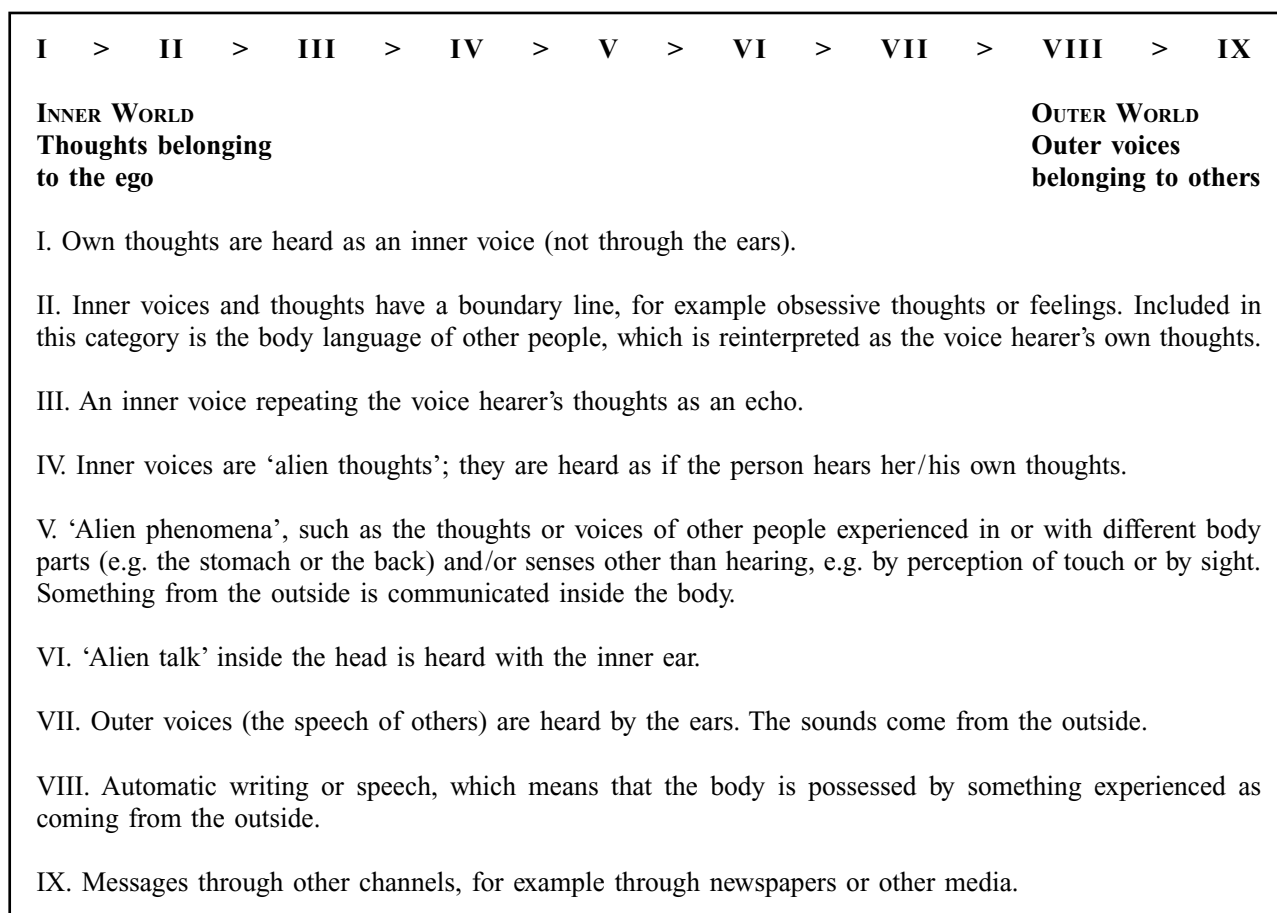 I > II > III > IV > V > VI > VII > VIII > IX
INNER WORLD OUTER WORLD
Thoughts belonging Outer voices
to the ego belonging to others
I. Own thoughts are heard as an inner voice (not through the ears).
II. Inner voices and thoughts have a boundary line, for example obsessive thoughts or feelings. Included in
this category is the body language of other people, which is reinterpreted as the voice hearer’s own thoughts.
III. An inner voice repeating the voice hearer’s thoughts as an echo.
IV. Inner voices are ‘alien thoughts’; they are heard as if the person hears her/his own thoughts.
V. ‘Alien phenomena’, such as the thoughts or voices of other people experienced in or with different body
parts (e.g. the stomach or the back) and/or senses other than hearing, e.g. by perception of touch or by sight.
Something from the outside is communicated inside the body.
VI. ‘Alien talk’ inside the head is heard with the inner ear.
VII. Outer voices (the speech of others) are heard by the ears. The sounds come from the outside.
VIII. Automatic writing or speech, which means that the body is possessed by something experienced as
coming from the outside.
IX. Messages through other channels, for example through newspapers or other media.